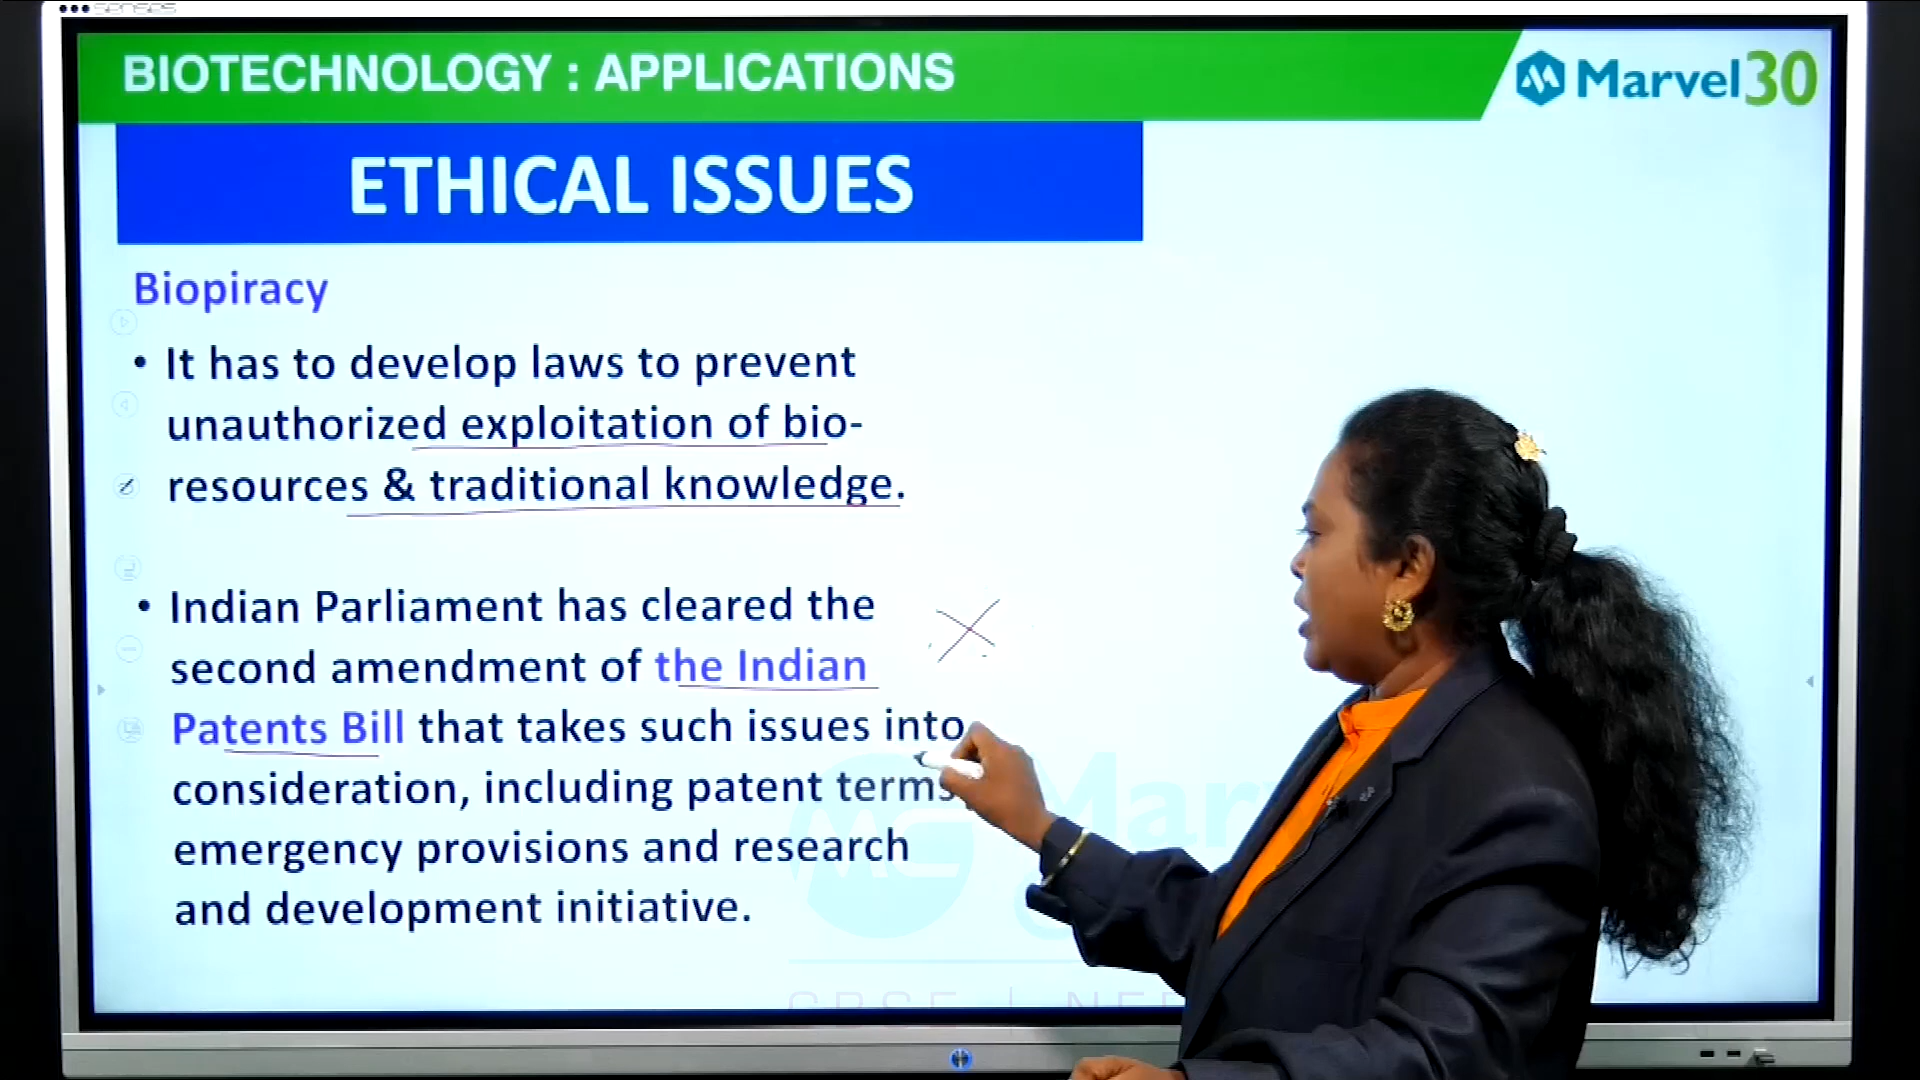 BIOTECHNOLOGY : APPLICATIONS
Marvel30
ETHICAL ISSUES
Biopiracy
• It has to develop laws to prevent
unauthorized exploitation of bio-
resources & traditional knowledge.
• Indian Parliament has cleared the
second amendment of the Indian
Patents Bill that takes such issues into
consideration, including patent terms,
emergency provisions and research
and development initiative.